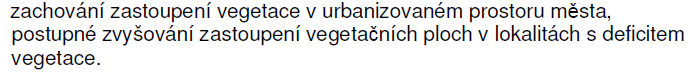 zachování zastoupení vegetace v urbanizovaném prostoru města,
postupné zvyšování zastoupení vegetačních ploch v lokalitách s deficitem
vegetace.